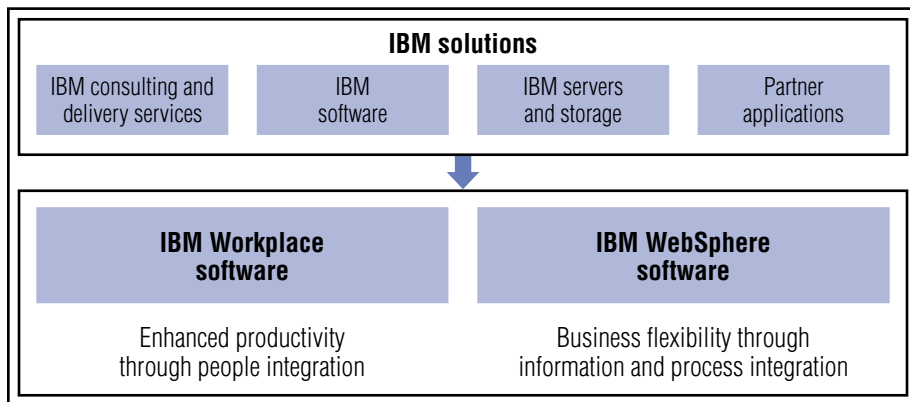 IBM solutions
IBM consulting and
delivery services
IBM
software
IBM servers
and storage
Partner
applications
IBM Workplace
software
Enhanced productivity
through people integration
IBM WebSphere
software
Business flexibility through
information and process integration